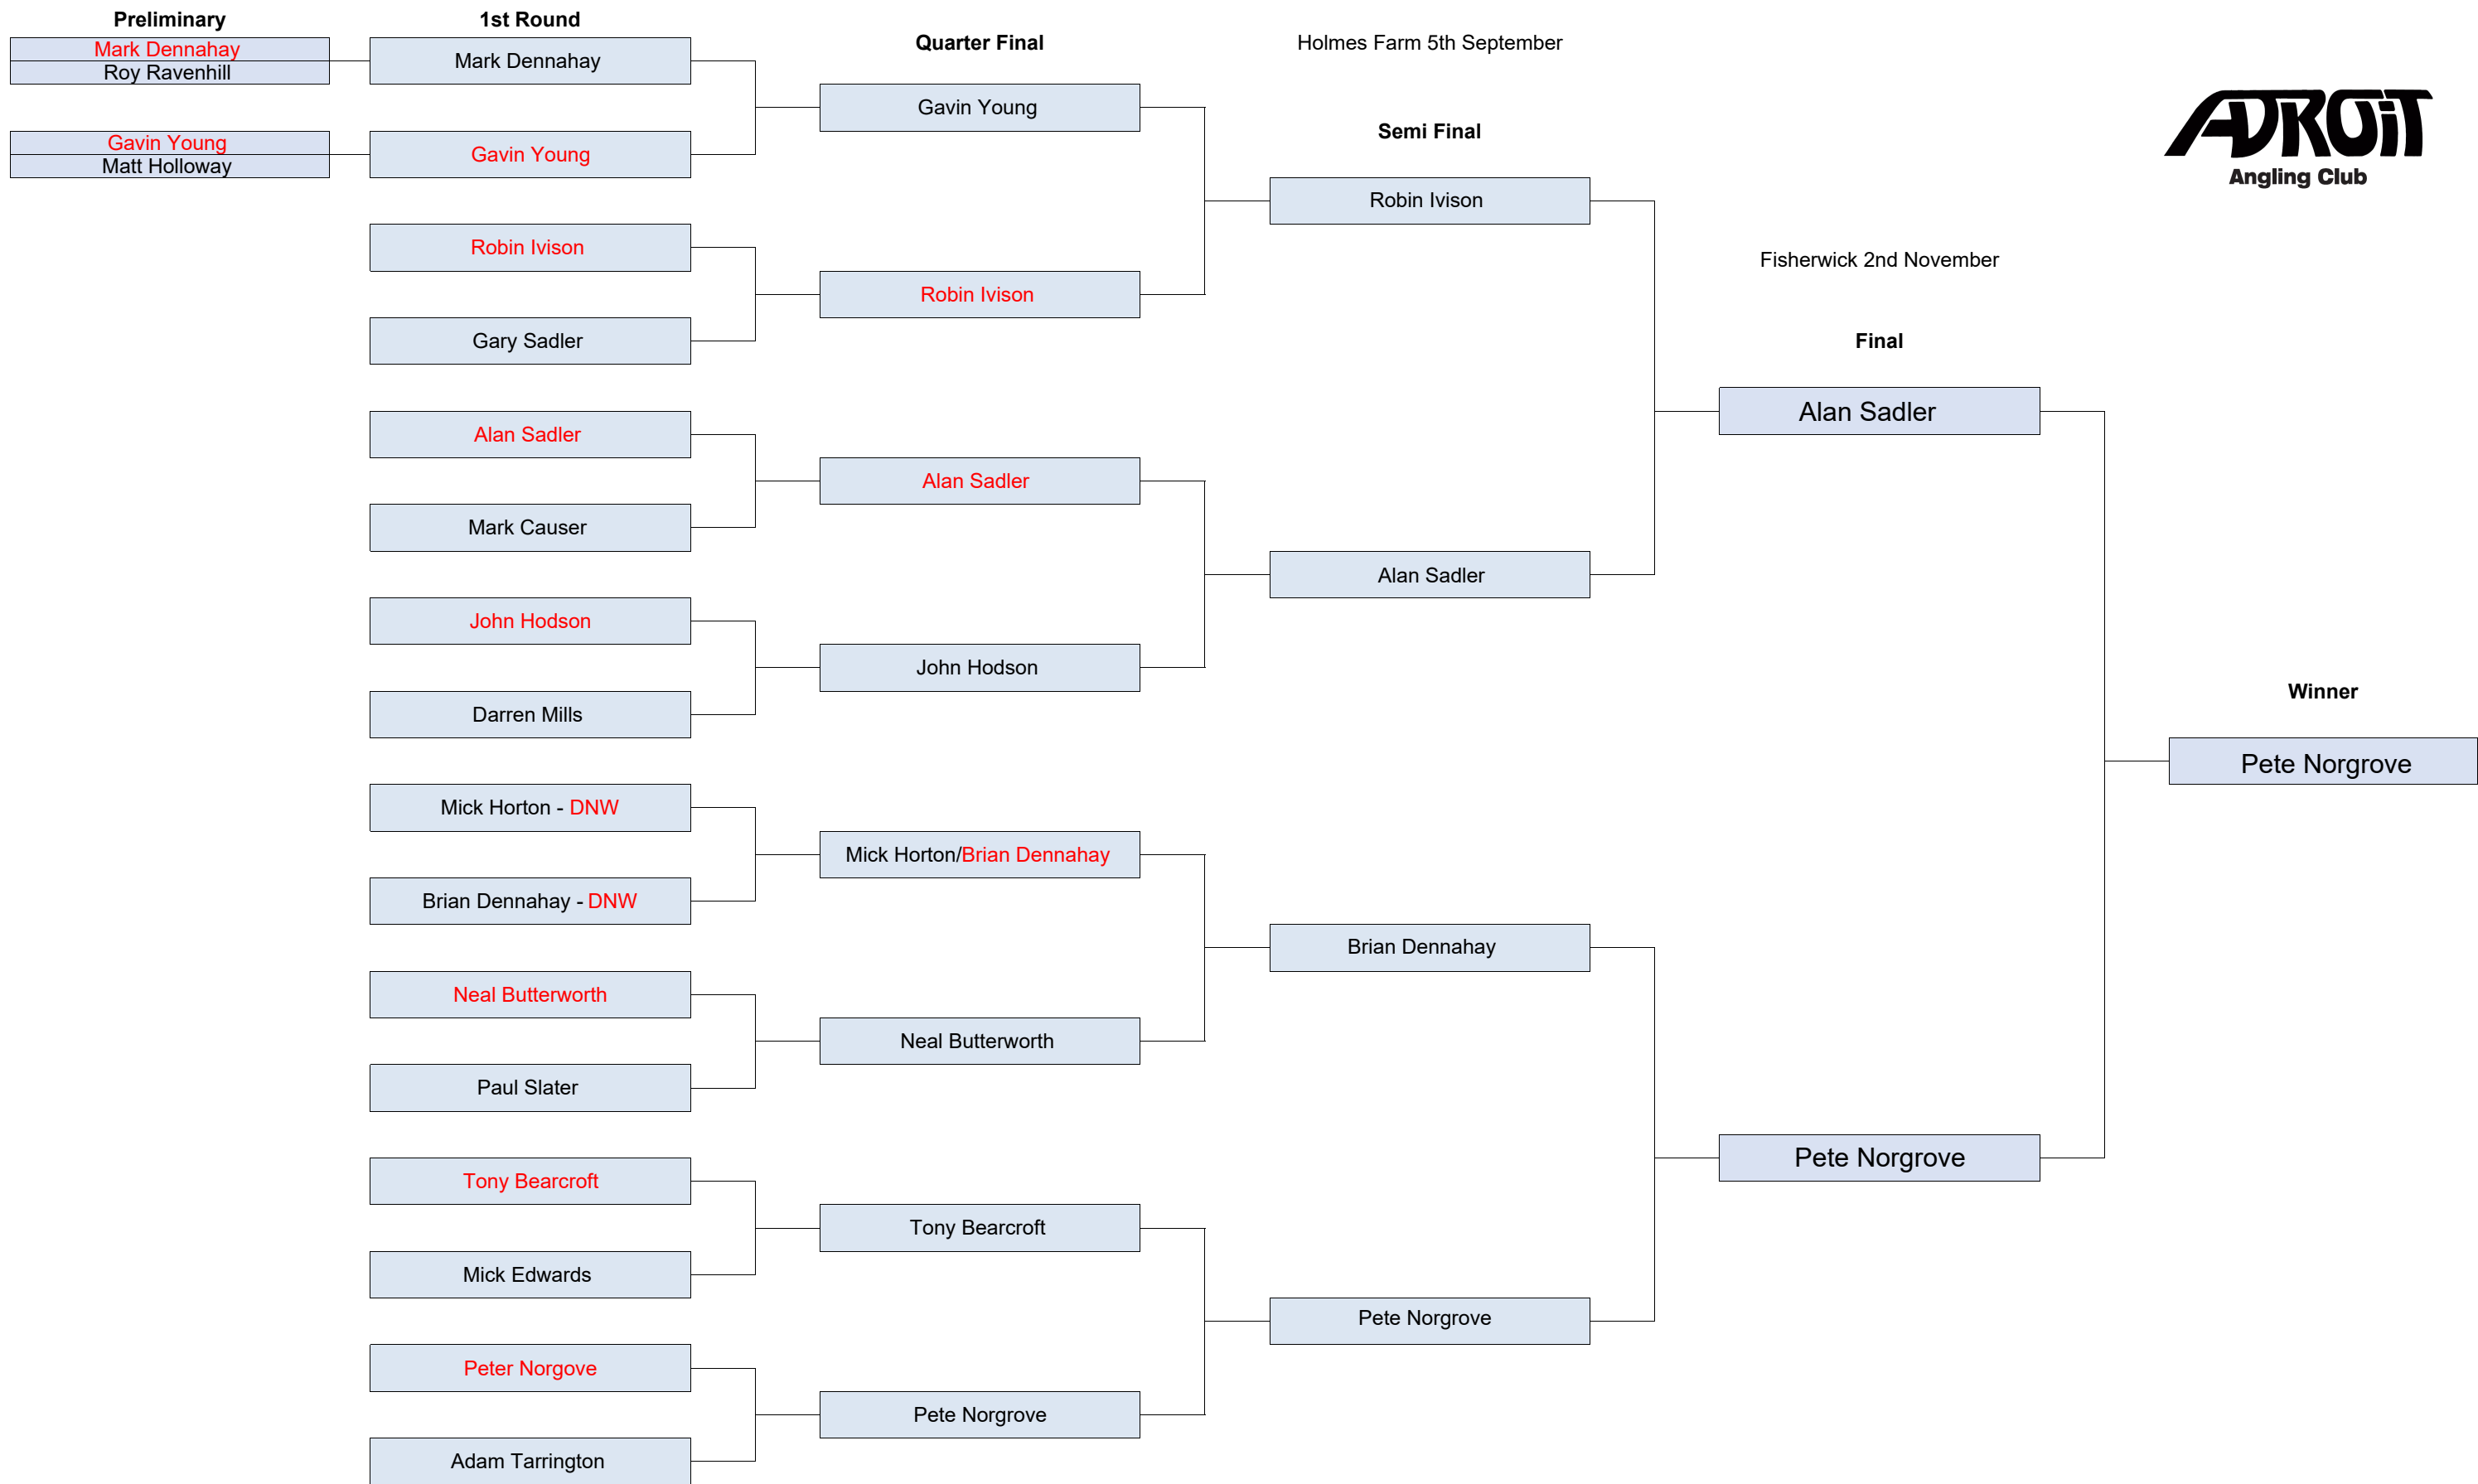 Preliminary
1st Round
Mark Dennahay
Roy Ravenhill
Mark Dennahay
Quarter Final
Holmes Farm 5th September
Gavin Young
ADROIT
Angling Club
Gavin Young
Matt Holloway
Gavin Young
Semi Final
Robin Ivison
Robin Ivison
Fisherwick 2nd November
Robin Ivison
Gary Sadler
Final
Alan Sadler
Alan Sadler
Alan Sadler
Mark Causer
Alan Sadler
John Hodson
John Hodson
Darren Mills
Winner
Pete Norgrove
Mick Horton - DNW
Mick Horton/Brian Dennahay
Brian Dennahay - DNW
Brian Dennahay
Neal Butterworth
Neal Butterworth
Paul Slater
Pete Norgrove
Tony Bearcroft
Tony Bearcroft
Mick Edwards
Pete Norgrove
Peter Norgove
Pete Norgrove
Adam Tarrington